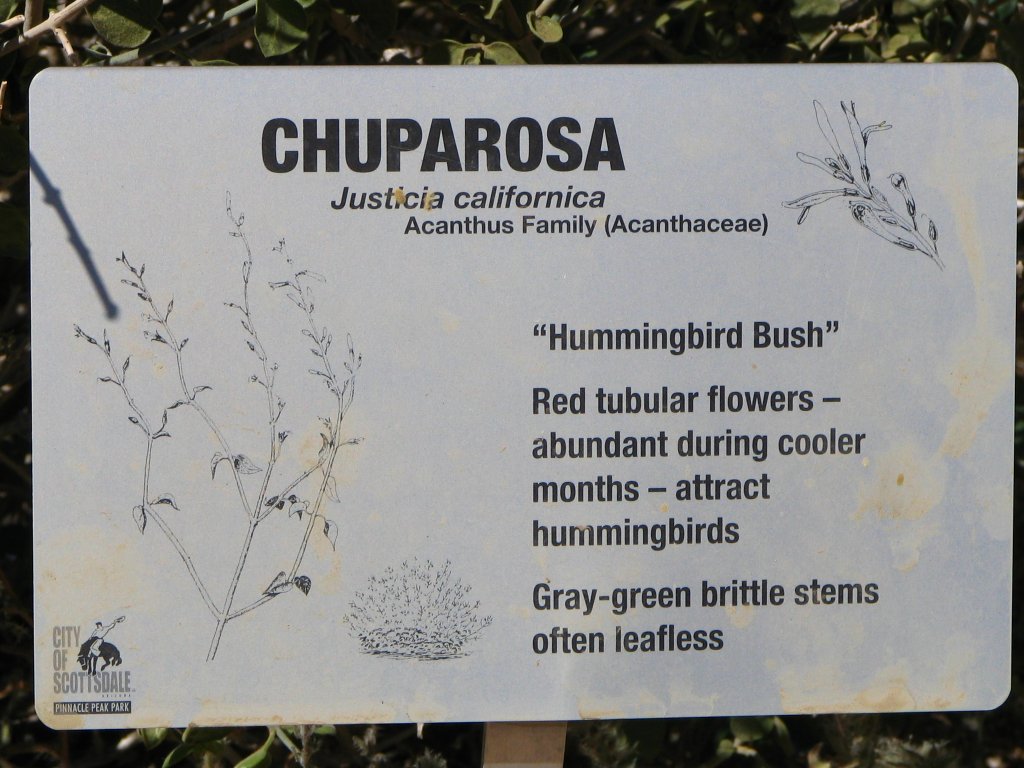 CHUPAROSA
Justicia californica
Acanthus Family (Acanthaceae)
“Hummingbird Bush”
Red tubular flowers –
abundant during cooler
months – attract
hummingbirds
Gray-green brittle stems
often leafless
CITY
OF
SCOTTSDALE
ARIZONA
PINNACLE PEAK PARK